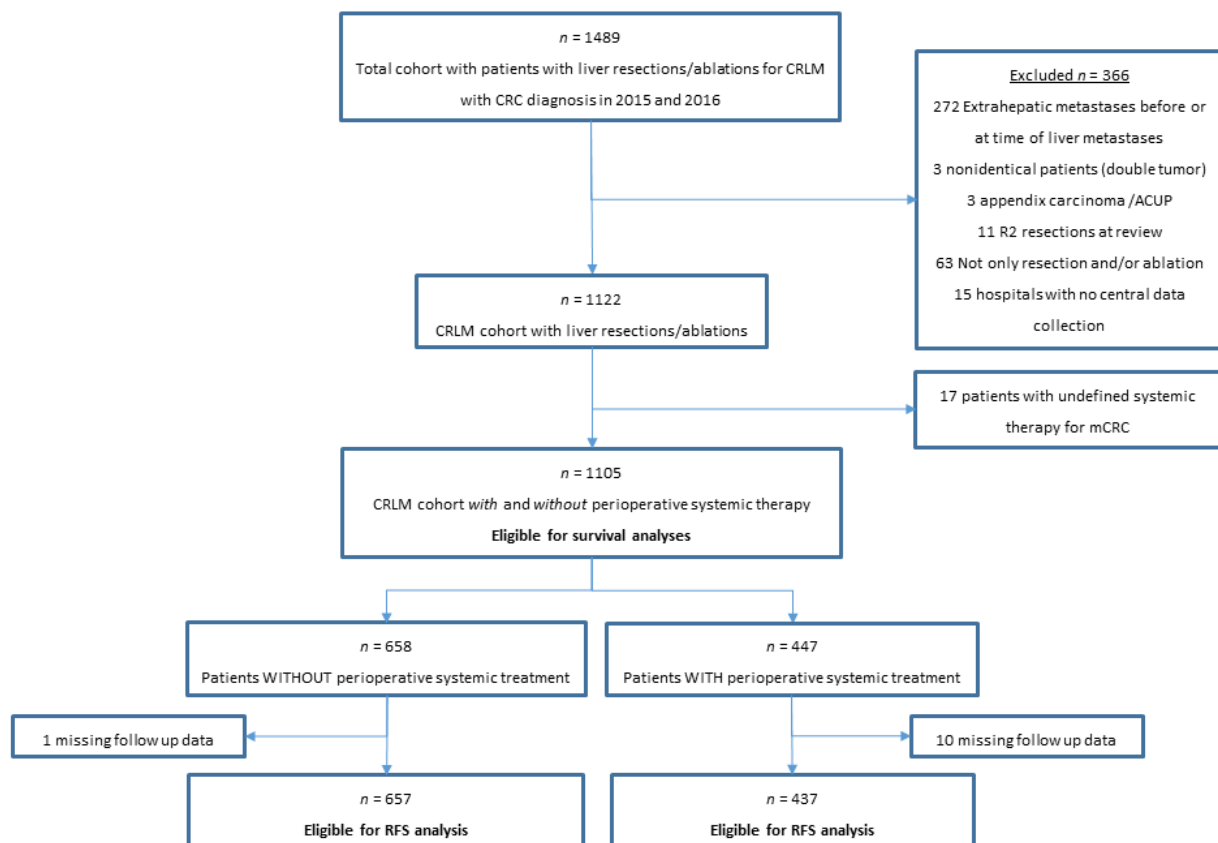 n = 1489
Total cohort with patients with liver resections/ablations for CRLM
with CRC diagnosis in 2015 and 2016
Excluded n = 366
272 Extrahepatic metastases before or
at time of liver metastases
3 nonidentical patients (double tumor)
3 appendix carcinoma /ACUP
11 R2 resections at review
63 Not only resection and/or ablation
15 hospitals with no central data
collection
n = 1122
CRLM cohort with liver resections/ablations
17 patients with undefined systemic
therapy for mCRC
n = 1105
CRLM cohort with and without perioperative systemic therapy
Eligible for survival analyses
n = 658
Patients WITHOUT perioperative systemic treatment
n = 447
Patients WITH perioperative systemic treatment
1 missing follow up data
10 missing follow up data
n = 657
Eligible for RFS analysis
n = 437
Eligible for RFS analysis